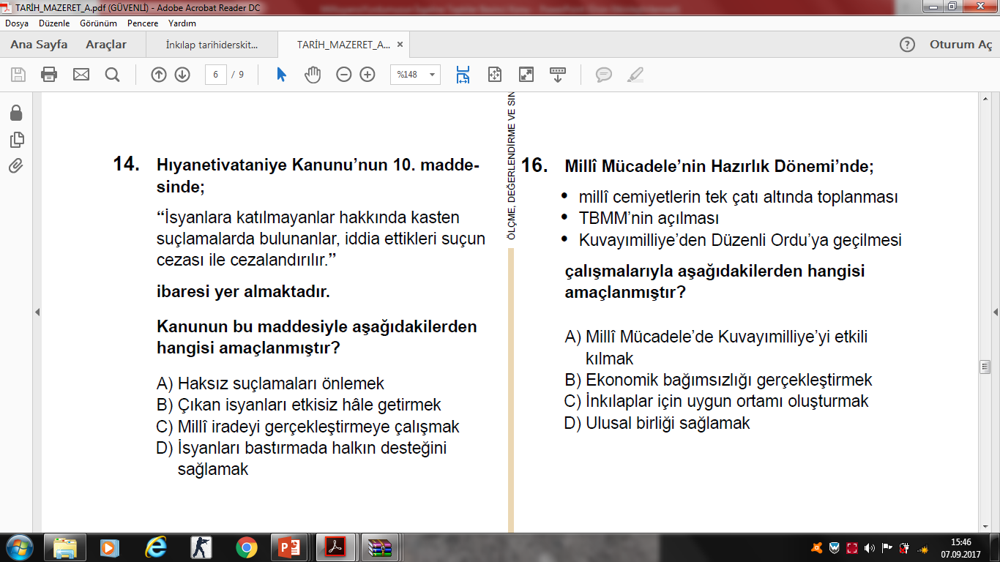 TARİH_MAZERET_A.pdf (GÜVENLİ) - Adobe Acrobat Reader DC
Dosya Düzenle Görünüm Pencere Yardım
Ana Sayfa Araçlar İnkılap tarihiderskit... TARİH_MAZERET_A... × ? Oturum Aç
6 / 9 %148
ÖLÇME, DEĞERLENDİRME VE SIN
14. Hıyanetivataniye Kanunu’nun 10. madde-
sinde;
“İsyanlara katılmayanlar hakkında kasten
suçlamalarda bulunanlar, iddia ettikleri suçun
cezası ile cezalandırılır.”
ibaresi yer almaktadır.
Kanunun bu maddesiyle aşağıdakilerden
hangisi amaçlanmıştır?
A) Haksız suçlamaları önlemek
B) Çıkan isyanları etkisiz hâle getirmek
C) Millî iradeyi gerçekleştirmeye çalışmak
D) İsyanları bastırmada halkın desteğini
sağlamak
16. Millî Mücadele’nin Hazırlık Dönemi’nde;
• millî cemiyetlerin tek çatı altında toplanması
• TBMM’nin açılması
• Kuvayımilliye’den Düzenli Ordu’ya geçilmesi
çalışmalarıyla aşağıdakilerden hangisi
amaçlanmıştır?
A) Millî Mücadele’de Kuvayımilliye’yi etkili
kılmak
B) Ekonomik bağımsızlığı gerçekleştirmek
C) İnkılaplar için uygun ortamı oluşturmak
D) Ulusal birliği sağlamak
15:46
07.09.2017